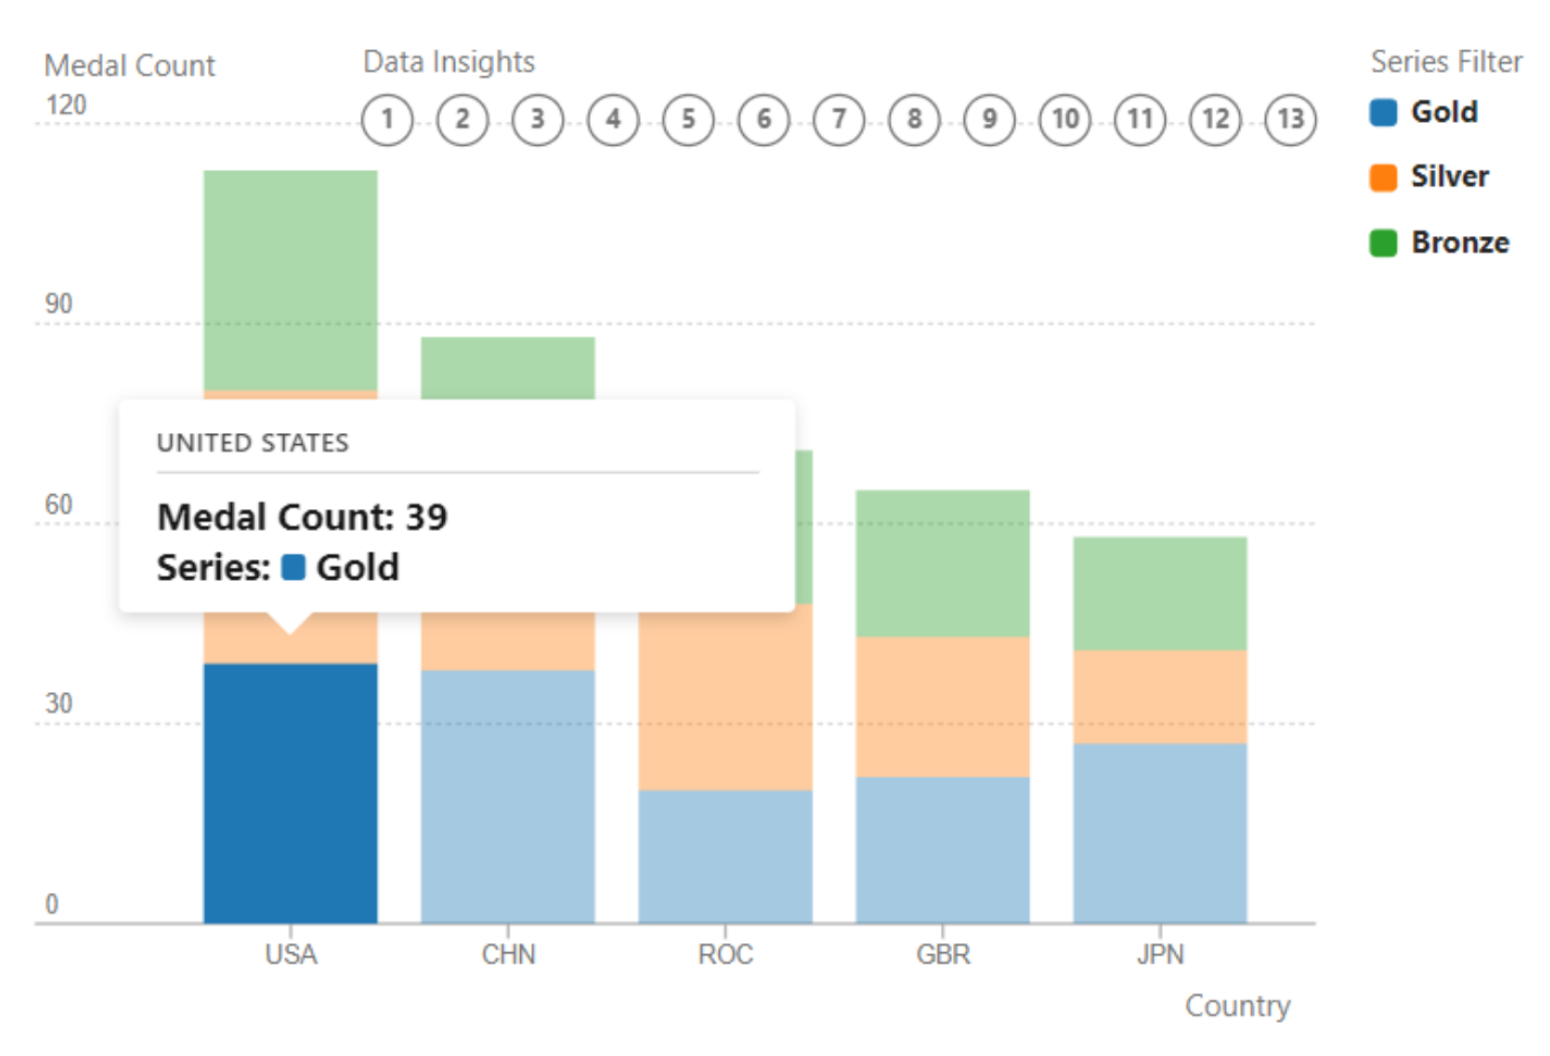 Medal Count
Data Insights
Series Filter
120
1 2 3 4 5 6 7 8 9 10 11 12 13
Gold
Silver
Bronze
90
UNITED STATES
Medal Count: 39
Series: Gold
60
30
0
USA CHN ROC GBR JPN
Country